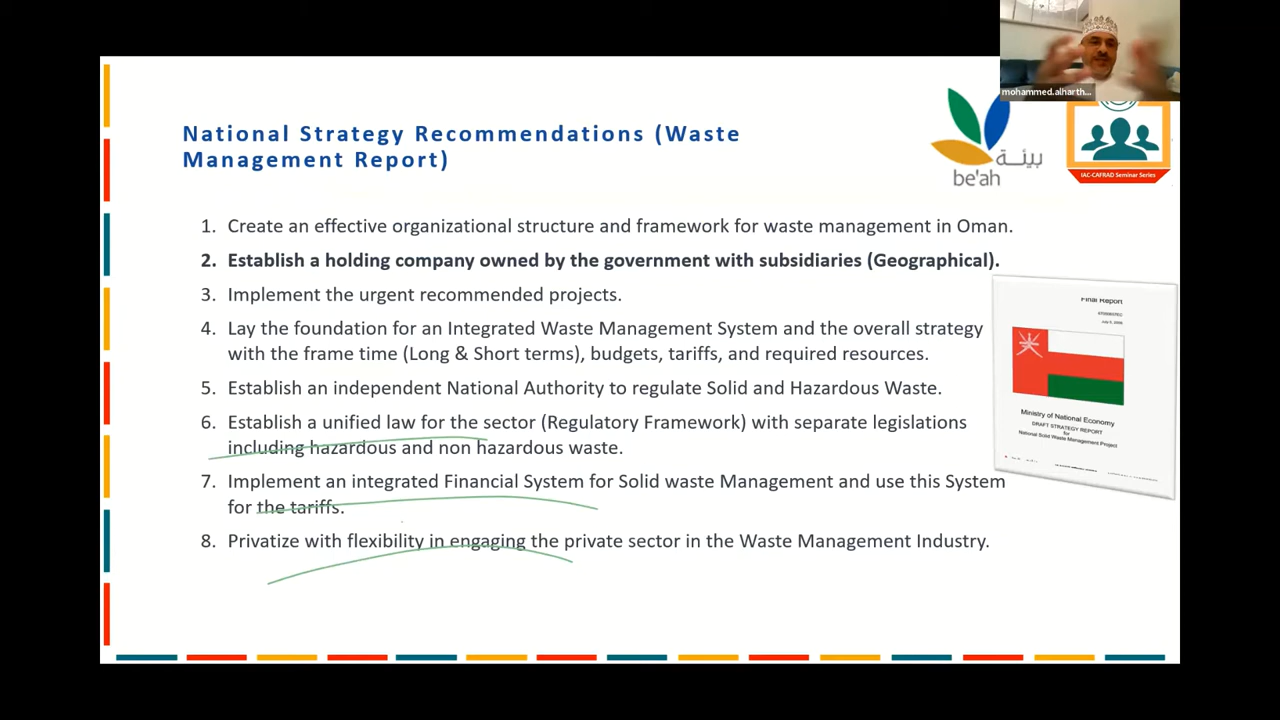 mohammed.alharth...
National Strategy Recommendations (Waste
Management Report)
بيئة
be'ah
IAC-CAFRAD Seminar Series
1. Create an effective organizational structure and framework for waste management in Oman.
2. Establish a holding company owned by the government with subsidiaries (Geographical).
3. Implement the urgent recommended projects.
4. Lay the foundation for an Integrated Waste Management System and the overall strategy
with the frame time (Long & Short terms), budgets, tariffs, and required resources.
5. Establish an independent National Authority to regulate Solid and Hazardous Waste.
6. Establish a unified law for the sector (Regulatory Framework) with separate legislations
including hazardous and non hazardous waste.
7. Implement an integrated Financial System for Solid waste Management and use this System
for the tariffs.
8. Privatize with flexibility in engaging the private sector in the Waste Management Industry.
Final Report
Ministry of National Economy
DRAFT STRATEGY REPORT
for
National Solid Waste Management Project